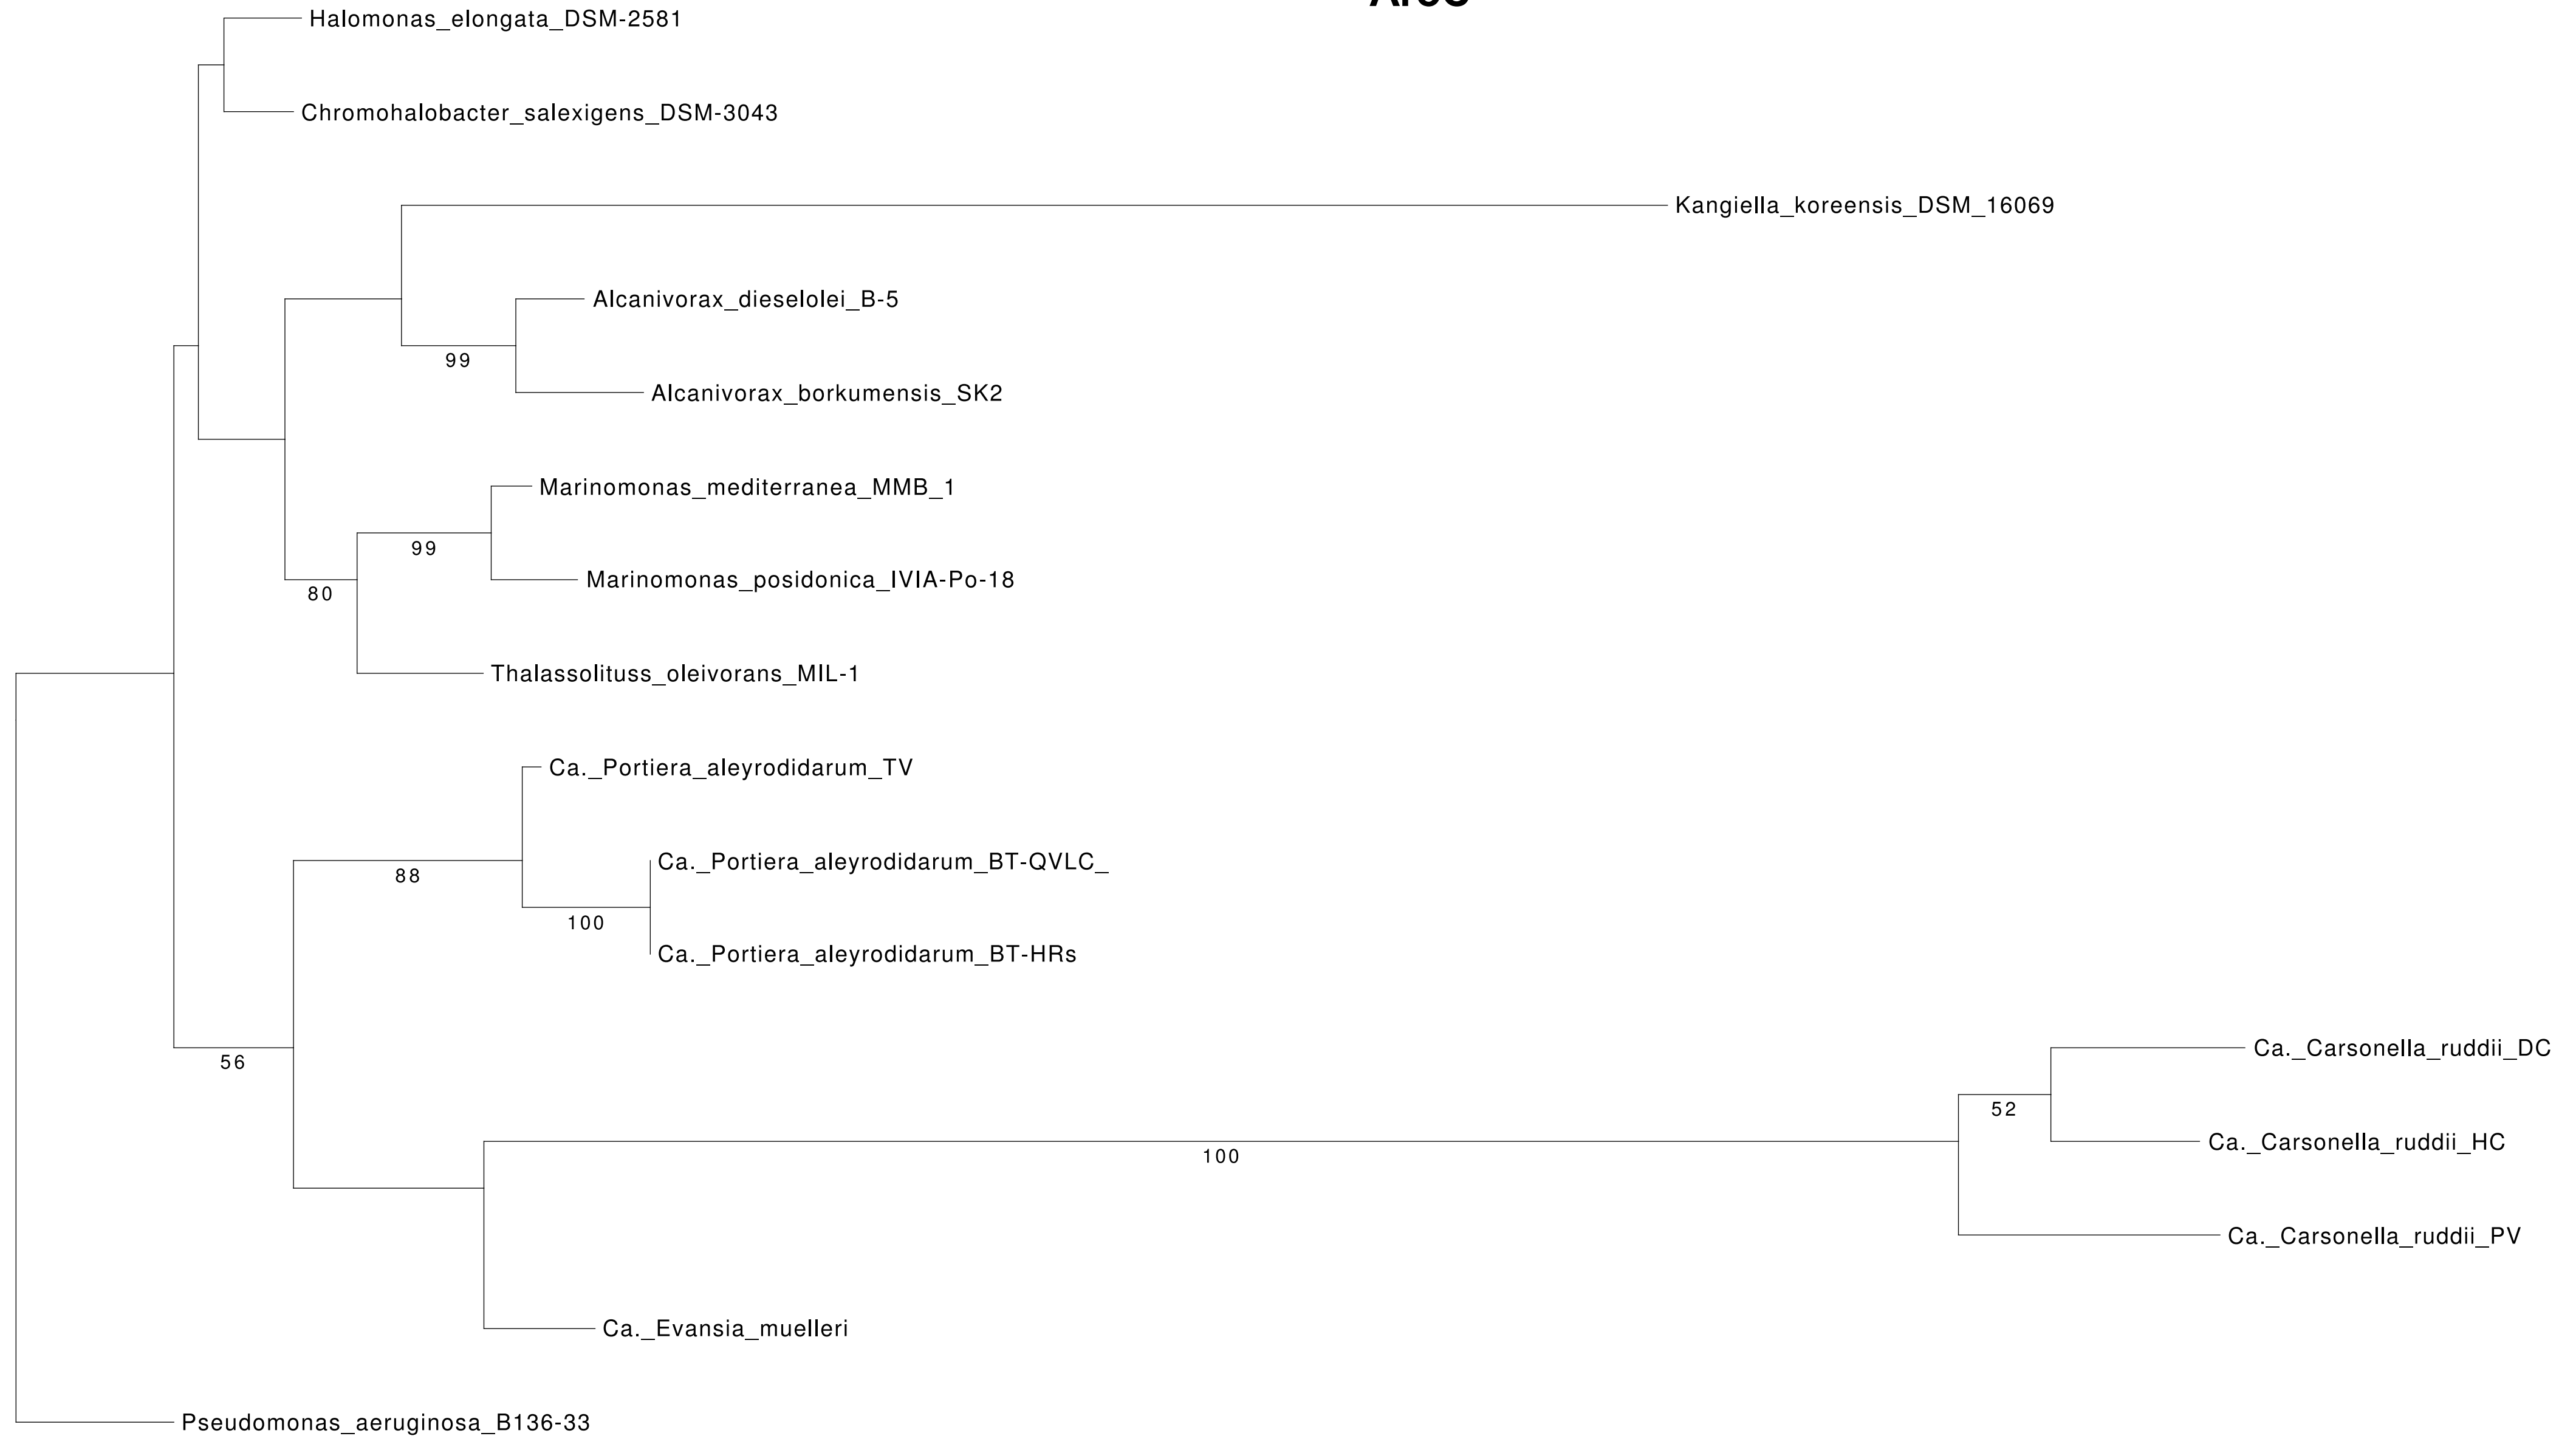 Halomonas_elongata_DSM-2581
Chromohalobacter_salexigens_DSM-3043
Kangiella_koreensis_DSM_16069
Alcanivorax_dieselolei_B-5
99
Alcanivorax_borkumensis_SK2
Marinomonas_mediterranea_MMB_1
99
Marinomonas_posidonica_IVIA-Po-18
80
Thalassolituss_oleivorans_MIL-1
Ca._Portiera_aleyrodidarum_TV
Ca._Portiera_aleyrodidarum_BT-QVLC_
88
100
Ca._Portiera_aleyrodidarum_BT-HRs
Ca._Carsonella_ruddii_DC
56
52
Ca._Carsonella_ruddii_HC
100
Ca._Carsonella_ruddii_PV
Ca._Evansia_muelleri
Pseudomonas_aeruginosa_B136-33